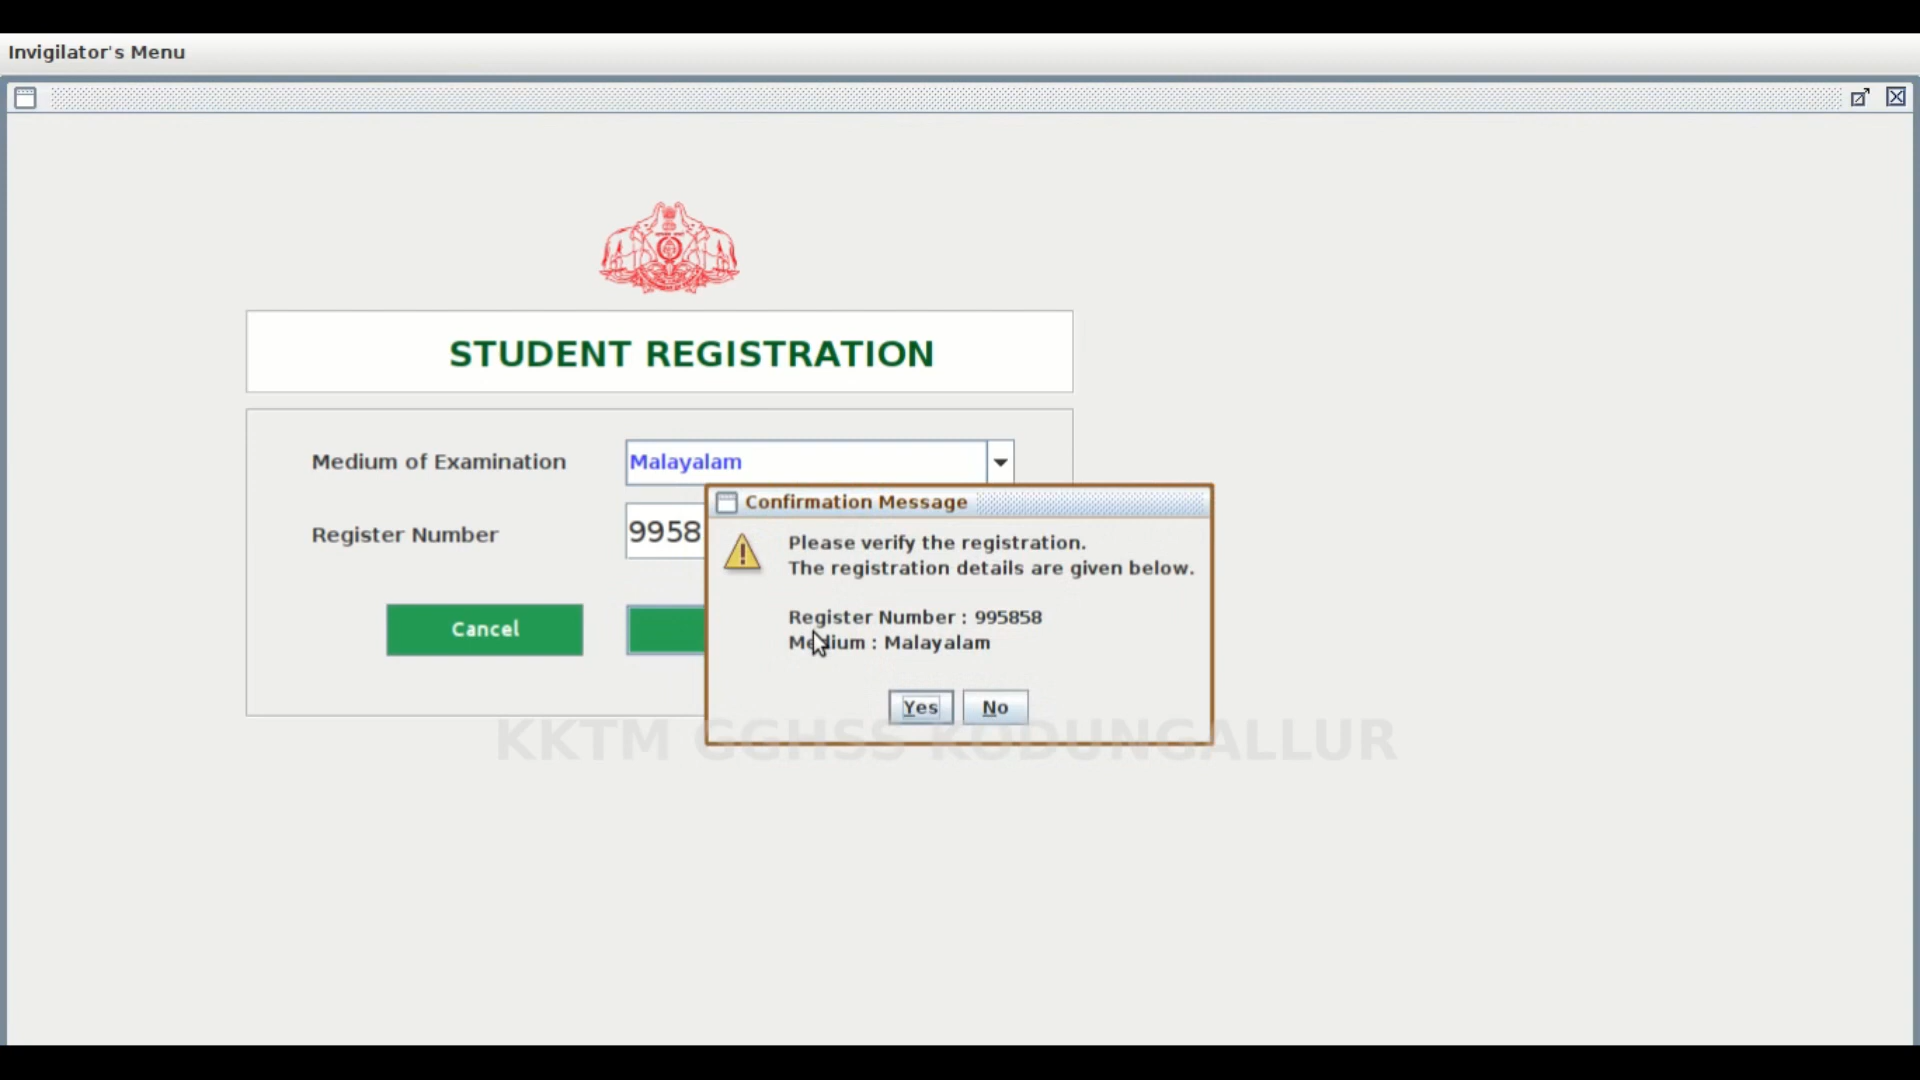 Invigilator's Menu
STUDENT REGISTRATION
Medium of Examination
Malayalam
Register Number
9958
Cancel
Confirmation Message
Please verify the registration.
The registration details are given below.
Register Number : 995858
Medium : Malayalam
Yes
No
KKTM GGHSS KODUNGALLUR